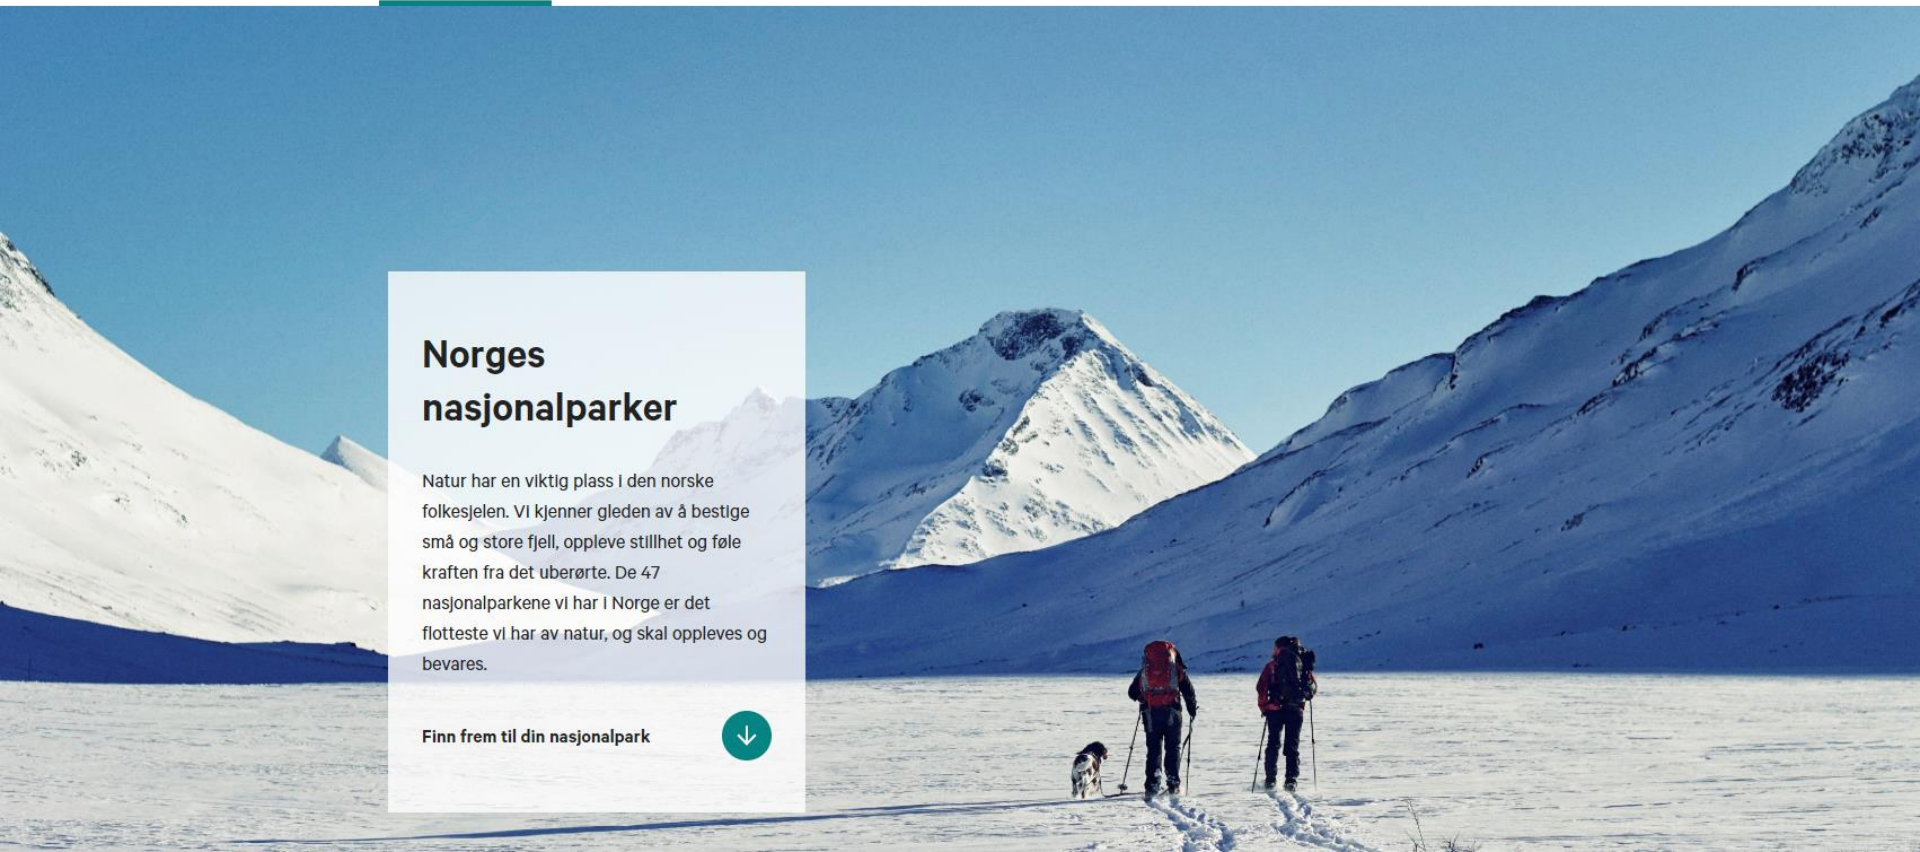 Norges
nasjonalparker
Natur har en viktig plass i den norske
folkesjelen. Vi kjenner gleden av å bestige
små og store fjell, oppleve stillhet og føle
kraften fra det uberørte. De 47
nasjonalparkene vi har i Norge er det
flotteste vi har av natur, og skal oppleves og
bevares.
Finn frem til din nasjonalpark